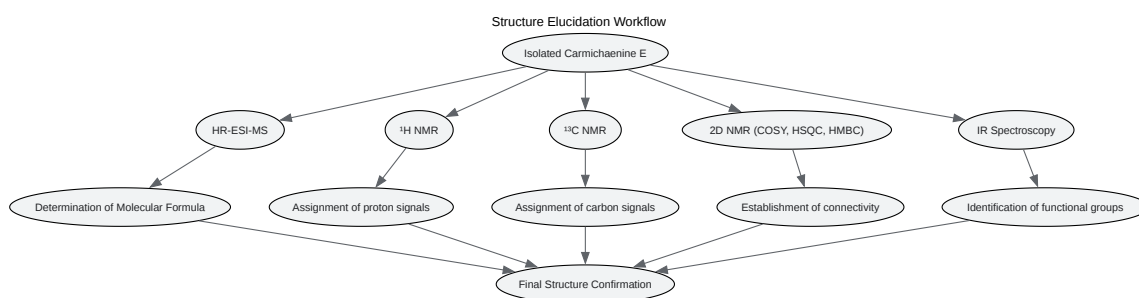 Structure Elucidation Workflow
Isolated Carmichaenine E
HR-ESI-MS
¹H NMR
¹³C NMR
2D NMR (COSY, HSQC, HMBC)
IR Spectroscopy
Determination of Molecular Formula
Assignment of proton signals
Assignment of carbon signals
Establishment of connectivity
Identification of functional groups
Final Structure Confirmation